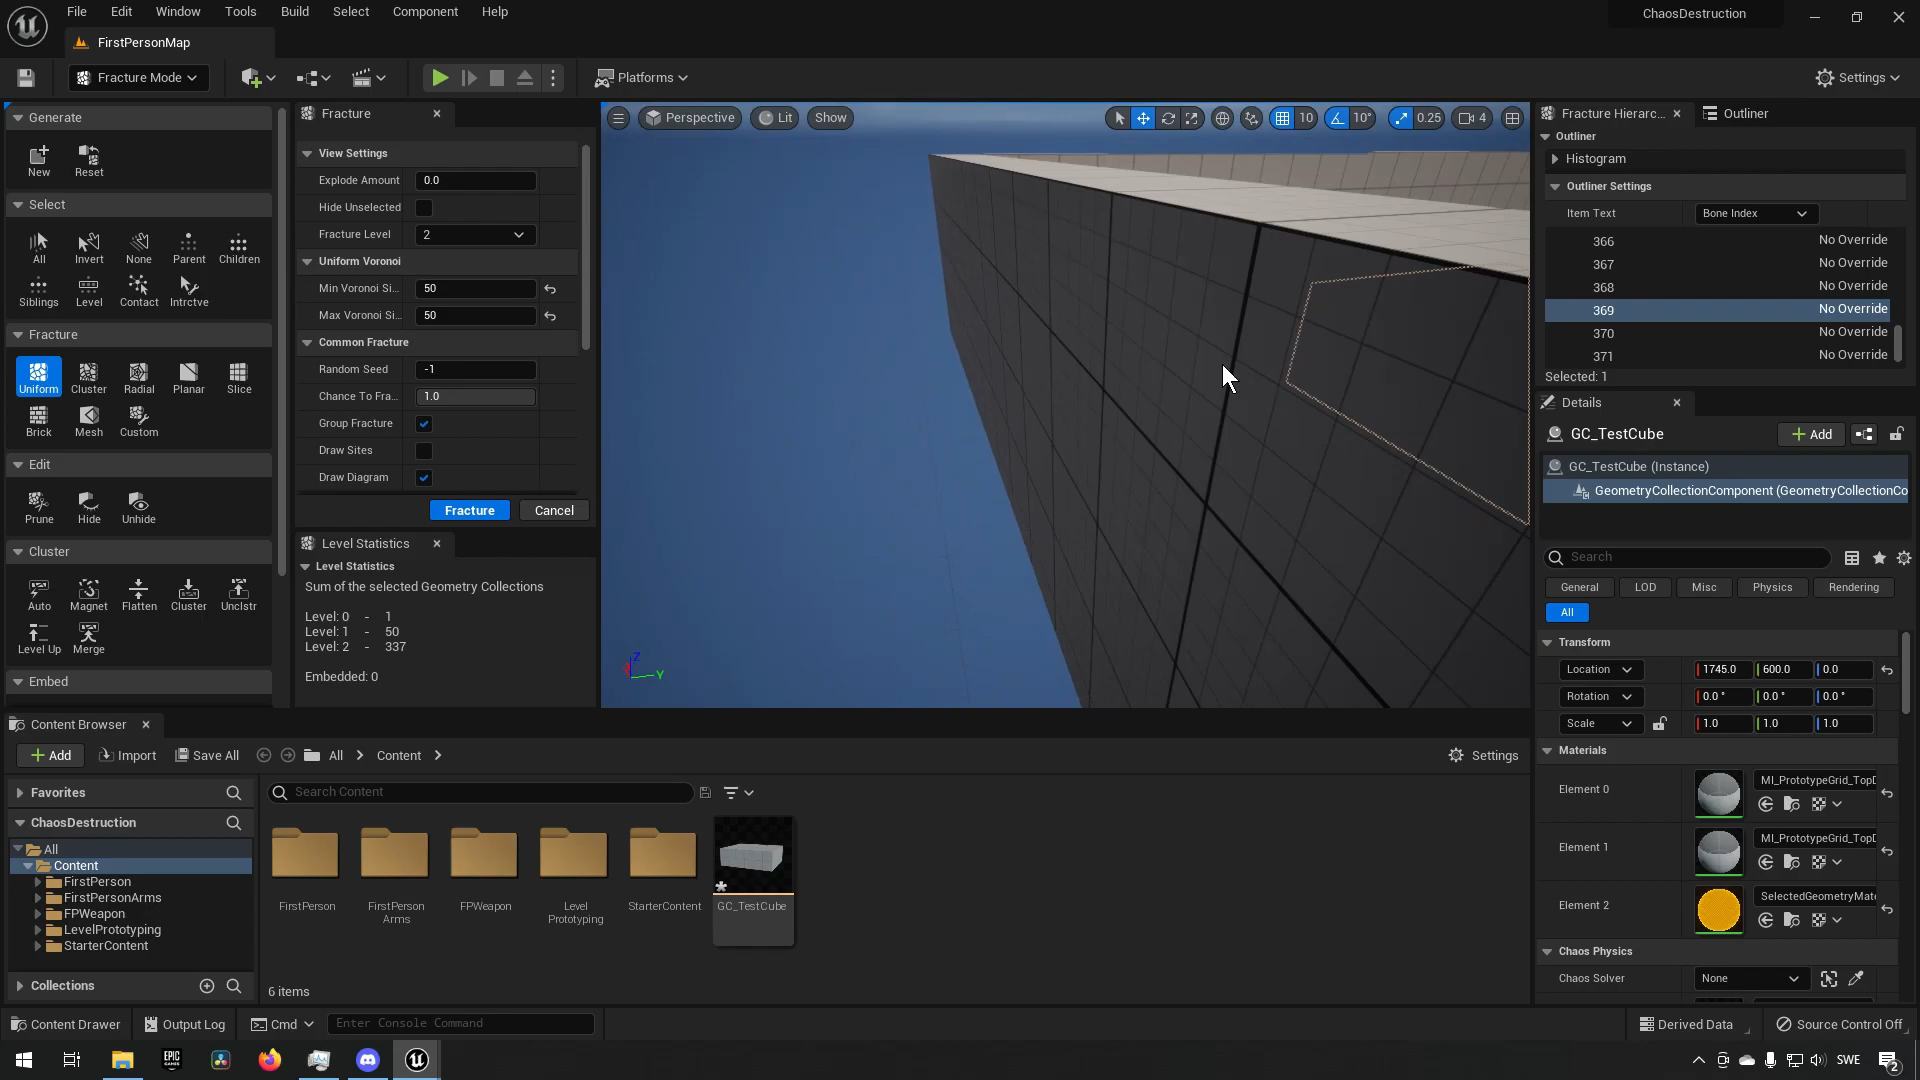 File Edit Window Tools Build Select Component Help
ChaosDestruction
FirstPersonMap
Fracture Mode
Platforms
Settings
Generate
New Reset
Select
All Invert None Parent Children
Siblings Level Contact Intrctve
Fracture
Uniform Cluster Radial Planar Slice
Brick Mesh Custom
Edit
Prune Hide Unhide
Cluster
Auto Magnet Flatten Cluster Unclstr
Level Up Merge
Embed
Fracture
View Settings
Explode Amount 0.0
Hide Unselected
Fracture Level 2
Uniform Voronoi
Min Voronoi Si... 50
Max Voronoi Si... 50
Common Fracture
Random Seed -1
Chance To Fra... 1.0
Group Fracture
Draw Sites
Draw Diagram
Fracture Cancel
Level Statistics
Level Statistics
Sum of the selected Geometry Collections
Level: 0 - 1
Level: 1 - 50
Level: 2 - 337
Embedded: 0
Perspective Lit Show
10 10° 0.25 4
Z
Y
Fracture Hierarc... Outliner
Outliner
Histogram
Outliner Settings
Item Text Bone Index
366 No Override
367 No Override
368 No Override
369 No Override
370 No Override
371 No Override
Selected: 1
Details
GC_TestCube Add
GC_TestCube (Instance)
GeometryCollectionComponent (GeometryCollectionCo
Search
General LOD Misc Physics Rendering
All
Transform
Location 1745.0 600.0 0.0
Rotation 0.0 ° 0.0 ° 0.0 °
Scale 1.0 1.0 1.0
Materials
Element 0 MI_PrototypeGrid_TopD
Element 1 MI_PrototypeGrid_TopD
Element 2 SelectedGeometryMate
Chaos Physics
Chaos Solver None
Content Browser
Add Import Save All All Content Settings
Favorites
ChaosDestruction
All
Content
FirstPerson
FirstPersonArms
FPWeapon
LevelPrototyping
StarterContent
Collections
Search Content
FirstPerson
FirstPerson
Arms
FPWeapon
Level
Prototyping
StarterContent
GC_TestCube
6 items
Content Drawer Output Log Cmd Enter Console Command Derived Data Source Control Off
EPIC
GAMES
SWE
2